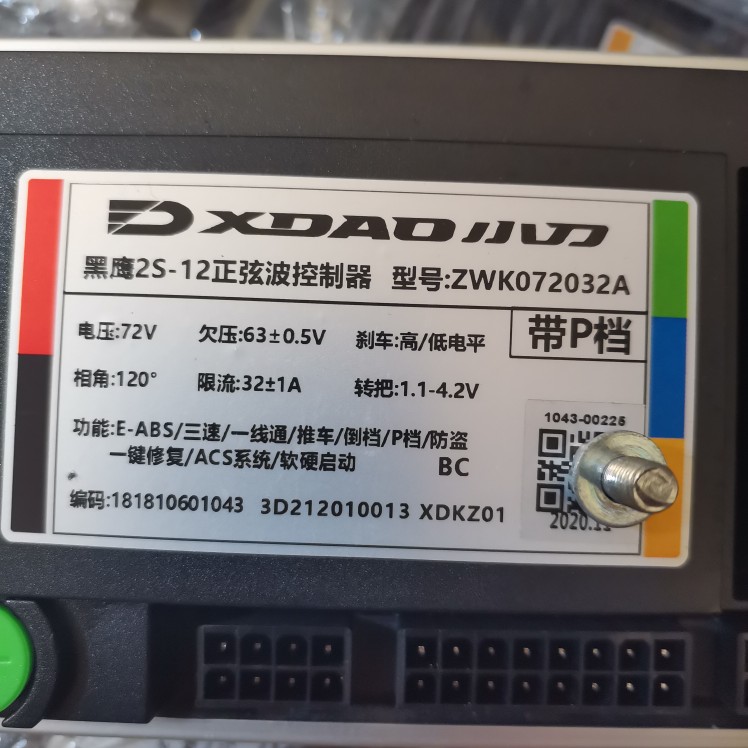 XDAO小刀
黑鹰2S-12正弦波控制器 型号:ZWK072032A
电压:72V 欠压:63±0.5V 刹车:高/低电平 带P档
相角:120° 限流:32±1A 转把:1.1-4.2V
功能:E-ABS/三速/一线通/推车/倒档/P档/防盗
一键修复/ACS系统/软硬启动 BC
1043-00225
编码:181810601043 3D212010013 XDKZ01
2020.11